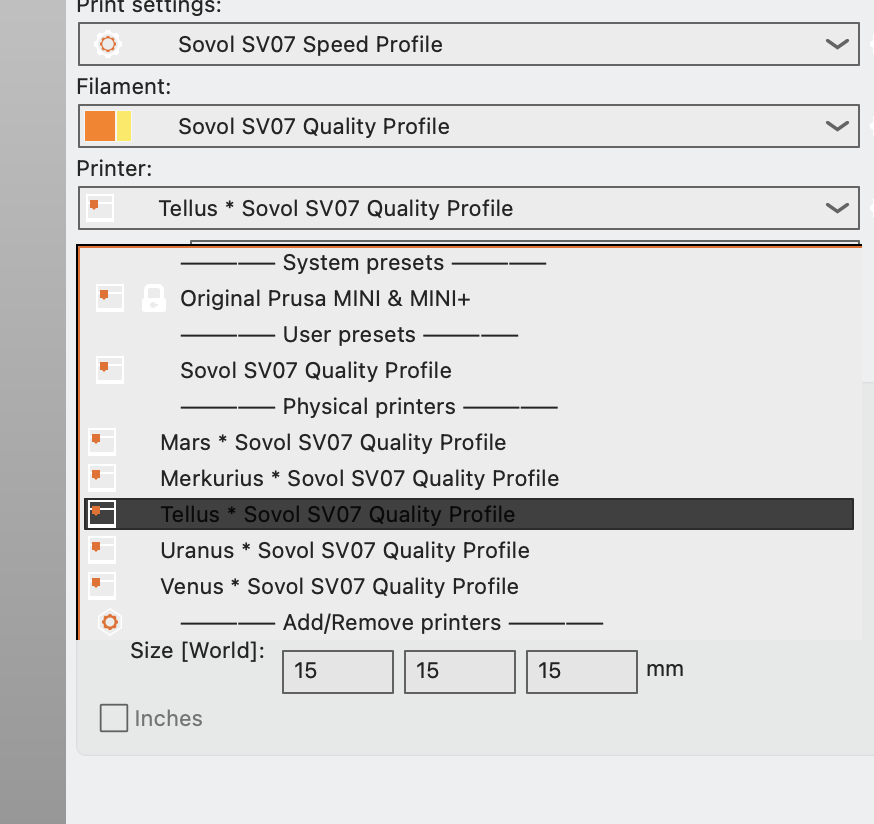 Print settings:
Sovol SV07 Speed Profile
Filament:
Sovol SV07 Quality Profile
Printer:
Tellus * Sovol SV07 Quality Profile
System presets
Original Prusa MINI & MINI+
User presets
Sovol SV07 Quality Profile
Physical printers
Mars * Sovol SV07 Quality Profile
Merkurius * Sovol SV07 Quality Profile
Tellus * Sovol SV07 Quality Profile
Uranus * Sovol SV07 Quality Profile
Venus * Sovol SV07 Quality Profile
Add/Remove printers
Size [World]: 15 15 15 mm
Inches